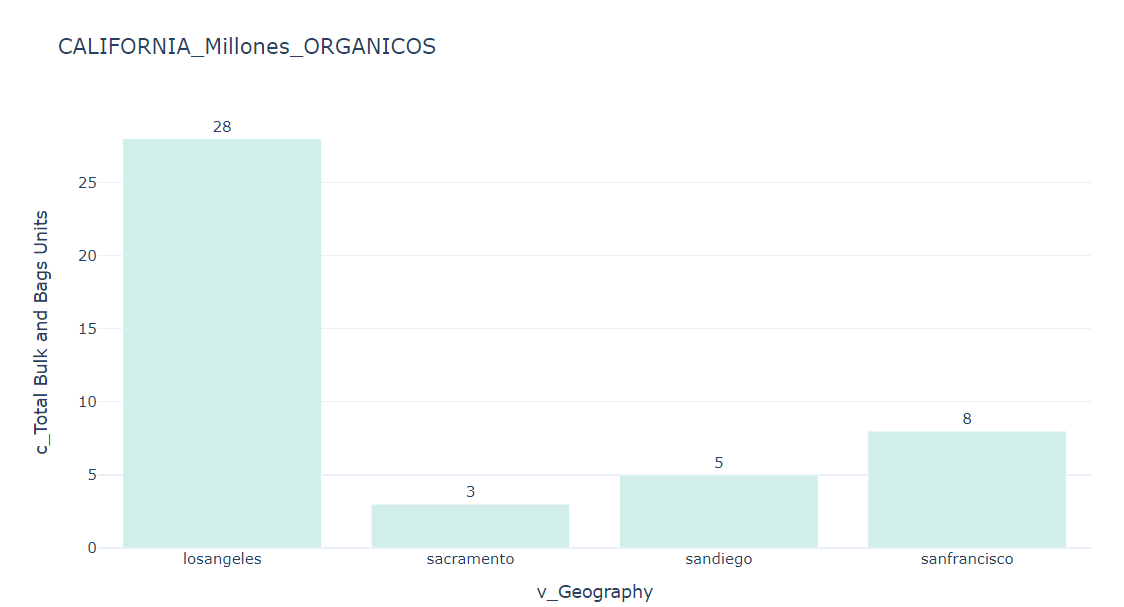 CALIFORNIA_Millones_ORGANICOS
c_Total Bulk and Bags Units
25
20
15
10
5
0
28
3
5
8
losangeles
sacramento
sandiego
sanfrancisco
v_Geography